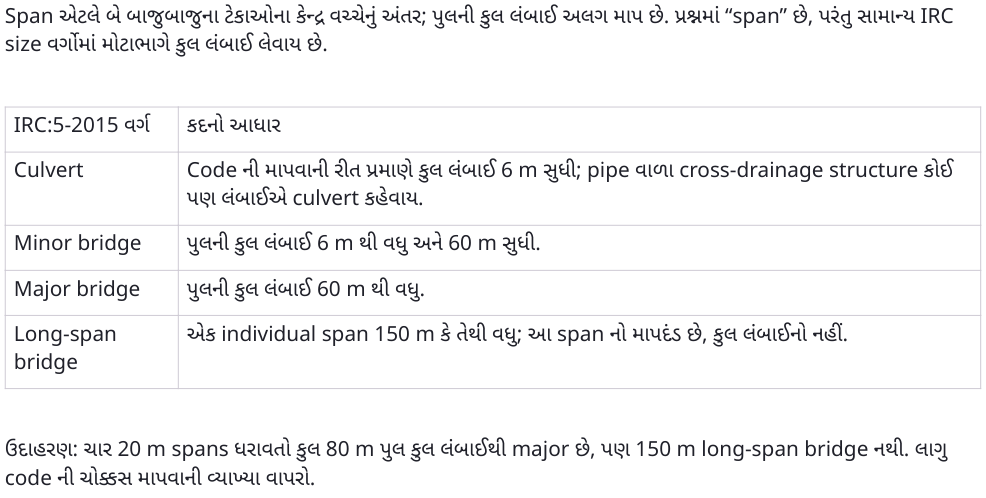 Span એટલે બે બાજુબાજુના ટેકાઓના કેન્દ્ર વચ્ચેનું અંતર; પુલની કુલ લંબાઈ અલગ માપ છે. પ્રશ્નમાં “span” છે, પરંતુ સામાન્ય IRC
size વર્ગોમાં મોટાભાગે કુલ લંબાઈ લેવાય છે.
IRC:5-2015 વર્ગ
કદનો આધાર
Culvert
Code ની માપવાની રીત પ્રમાણે કુલ લંબાઈ 6 m સુધી; pipe વાળા cross-drainage structure કોઈ
પણ લંબાઈએ culvert કહેવાય.
Minor bridge
પુલની કુલ લંબાઈ 6 m થી વધુ અને 60 m સુધી.
Major bridge
પુલની કુલ લંબાઈ 60 m થી વધુ.
Long-span
bridge
એક individual span 150 m કે તેથી વધુ; આ span નો માપદંડ છે, કુલ લંબાઈનો નહીં.
ઉદાહરણ: ચાર 20 m spans ધરાવતો કુલ 80 m પુલ કુલ લંબાઈથી major છે, પણ 150 m long-span bridge નથી. લાગુ
code ની ચોક્કસ માપવાની વ્યાખ્યા વાપરો.